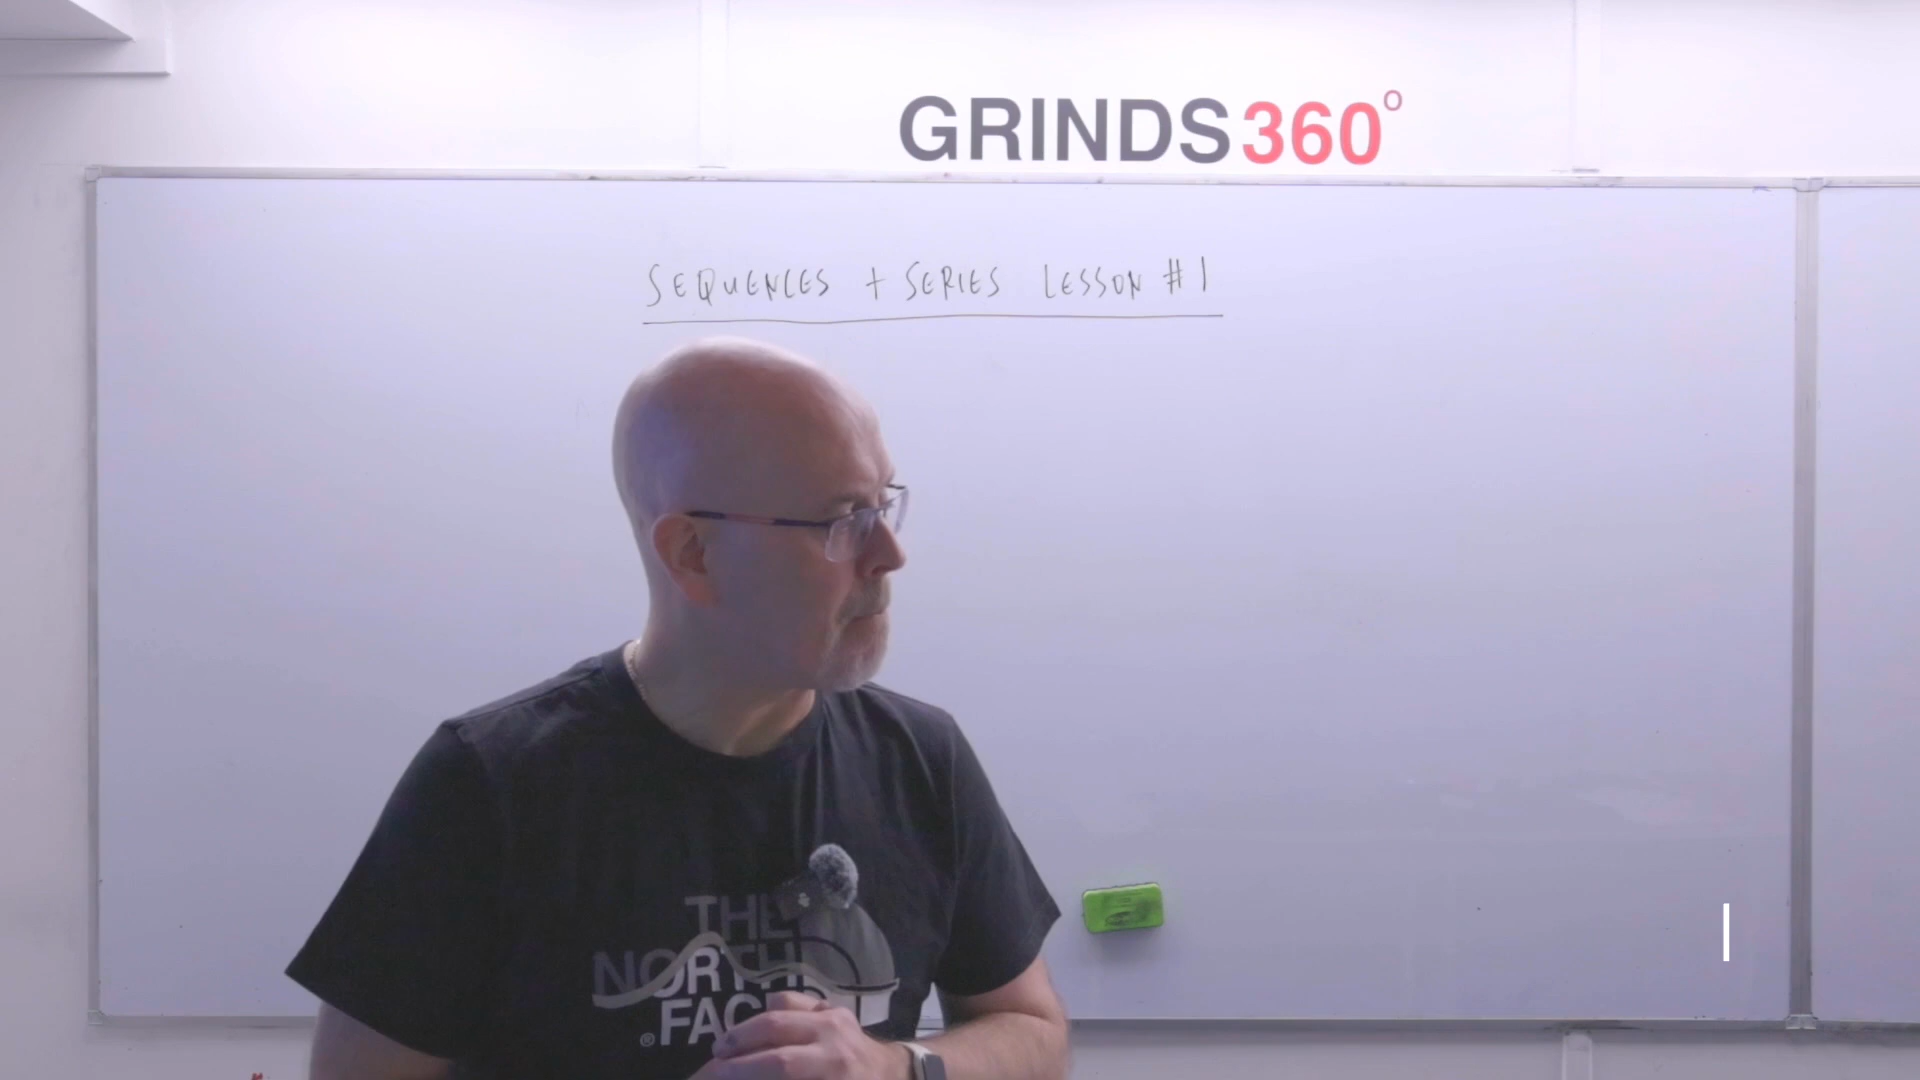 GRINDS360°
SEQUENCES + SERIES LESSON #1
THE
NORTH
FACE
®